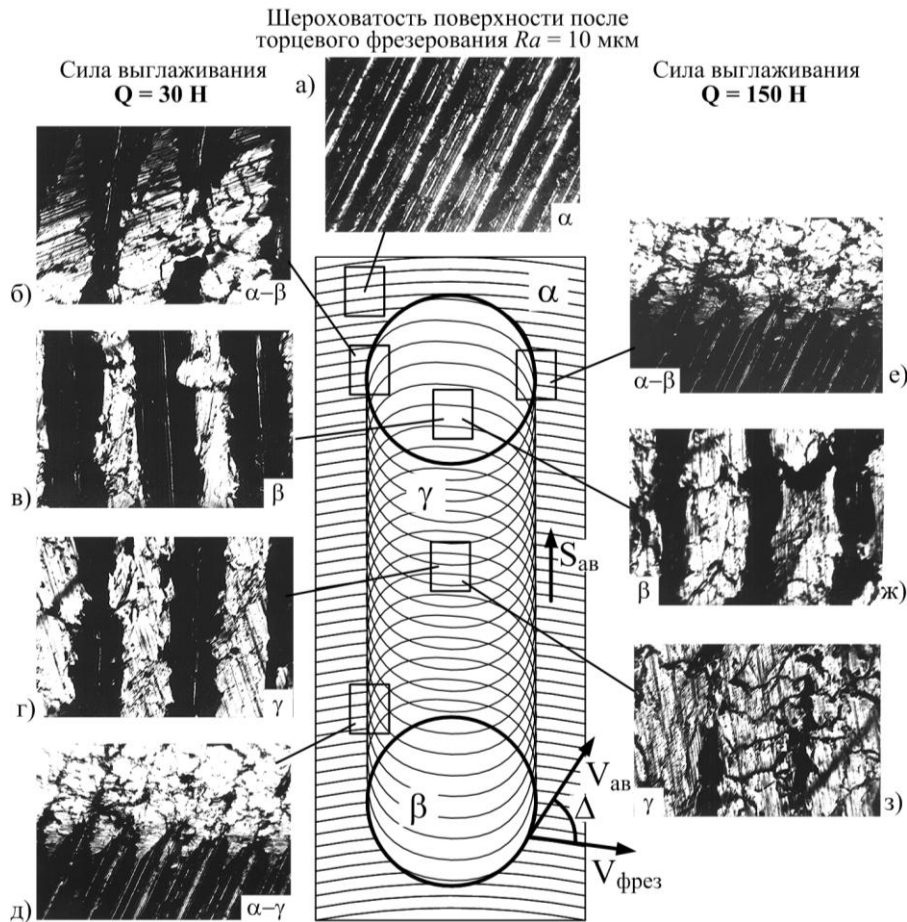 Шероховатость поверхности после
торцевого фрезерования Ra = 10 мкм
Сила выглаживания
Q = 30 Н
Сила выглаживания
Q = 150 Н
а)
α
б)
α–β
в)
β
г)
γ
д)
α–γ
α
γ
β
Sав
Vав
Δ
Vфрез
е)
α–β
ж)
β
з)
γ